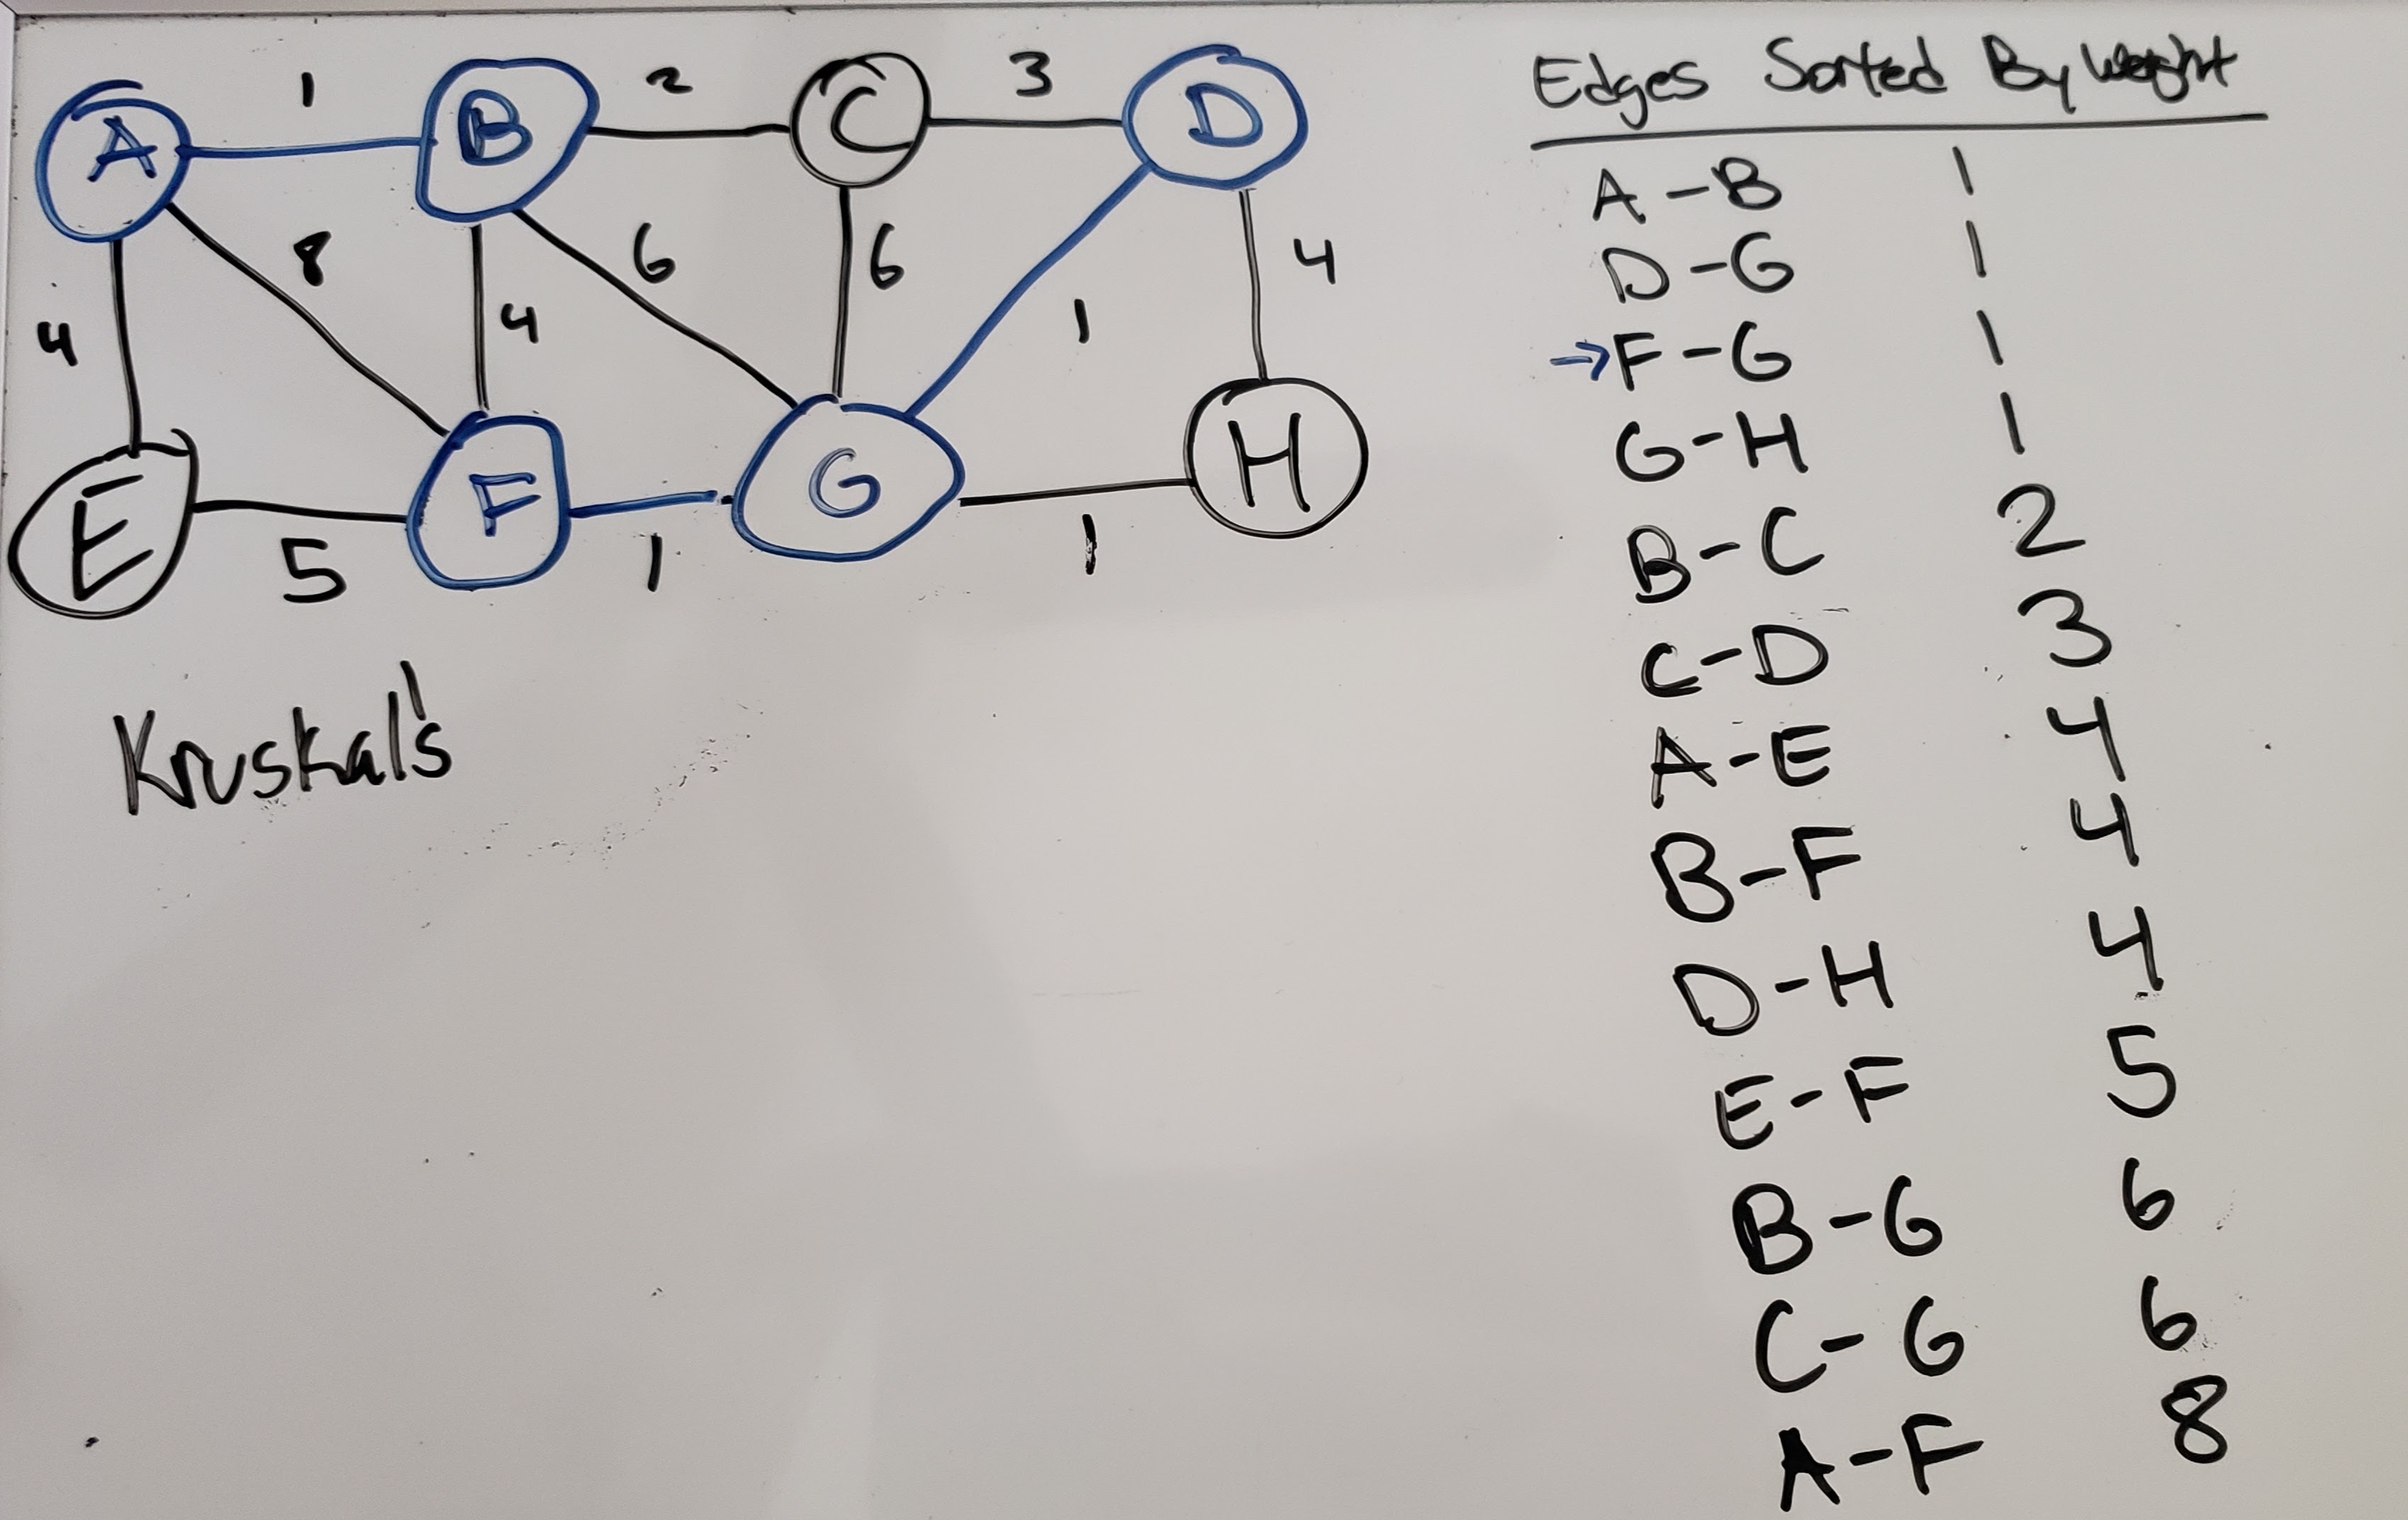 1 2 3
A B C D
8 6 6 4
4 4 1
E F G H
5 1 1
Kruskal's
Edges Sorted By Weight
A-B 1
D-G 1
→F-G 1
G-H 1
B-C 2
C-D 3
A-E 4
B-F 4
D-H 4
E-F 5
B-G 6
C-G 6
A-F 8